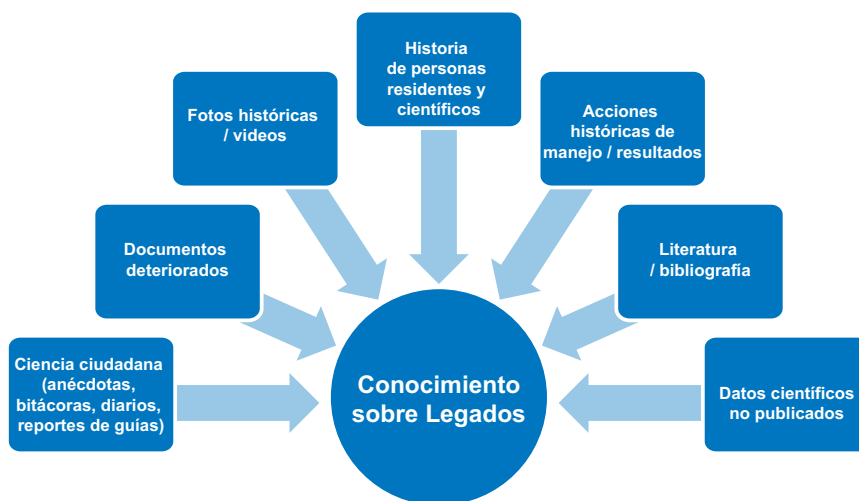 Historia
de personas
residentes y
científicos
Fotos históricas
/ videos
Acciones
históricas de
manejo / resultados
Documentos
deteriorados
Literatura
/ bibliografía
Ciencia ciudadana
(anécdotas,
bitácoras, diarios,
reportes de guías)
Conocimiento
sobre Legados
Datos científicos
no publicados